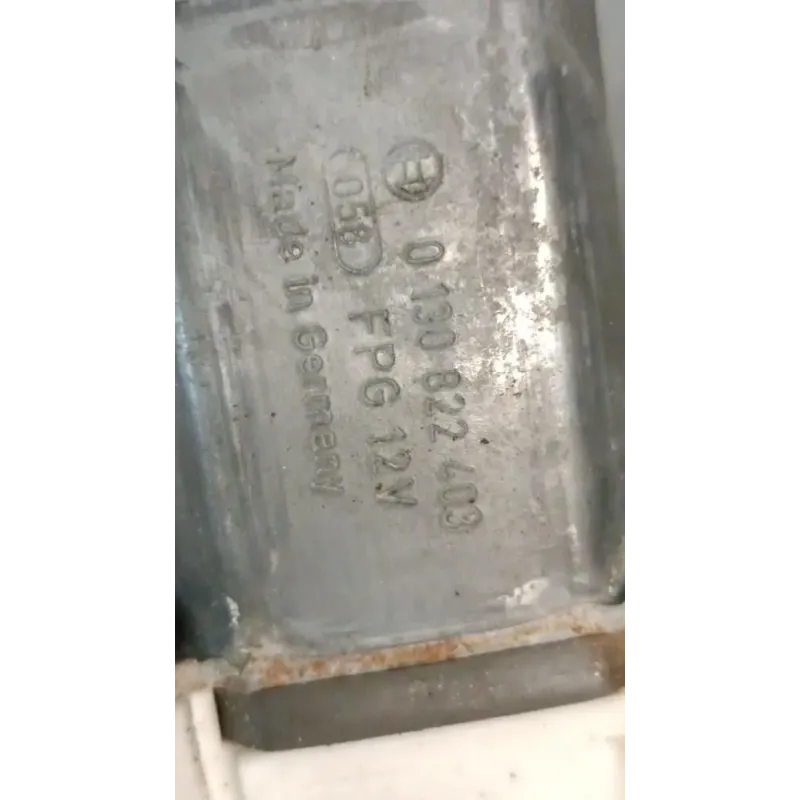 0 130 822 403
058 FPG 12V
Made in Germany